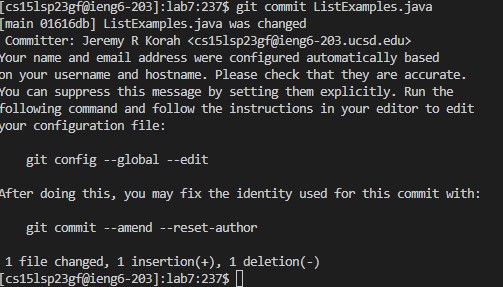 [cs15lsp23gf@ieng6-203]:lab7:237$ git commit ListExamples.java
[main 01616db] ListExamples.java was changed
 Committer: Jeremy R Korah <cs15lsp23gf@ieng6-203.ucsd.edu>
Your name and email address were configured automatically based
on your username and hostname. Please check that they are accurate.
You can suppress this message by setting them explicitly. Run the
following command and follow the instructions in your editor to edit
your configuration file:

    git config --global --edit

After doing this, you may fix the identity used for this commit with:

    git commit --amend --reset-author

 1 file changed, 1 insertion(+), 1 deletion(-)
[cs15lsp23gf@ieng6-203]:lab7:237$